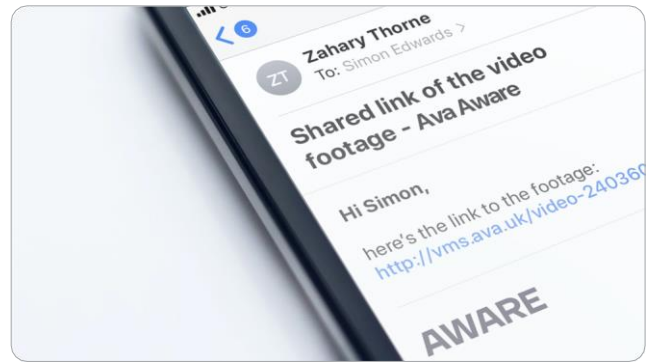 6
ZT
Zahary Thorne
To: Simon Edwards >
Shared link of the video
footage - Ava Aware
Hi Simon,
here's the link to the footage:
http://vms.ava.uk/video-240360
AWARE